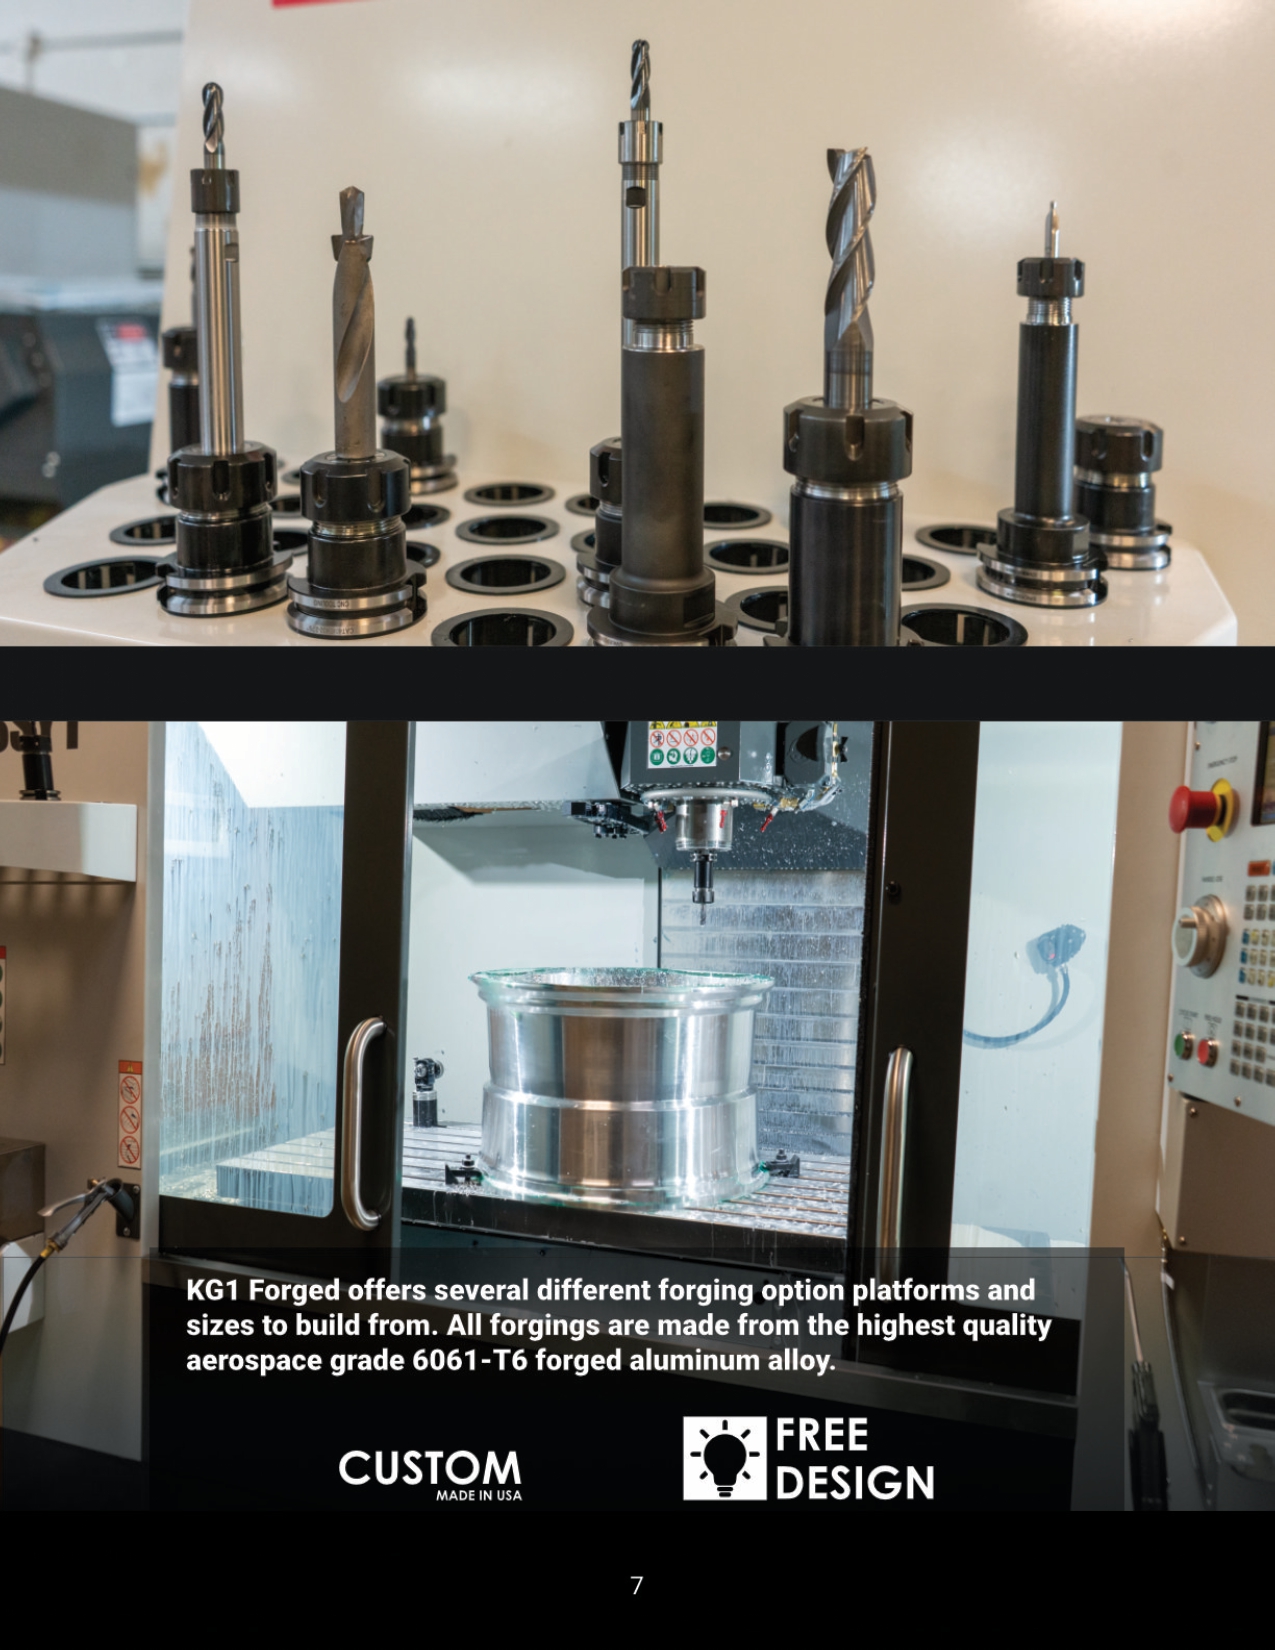 KG1 Forged offers several different forging option platforms and
sizes to build from. All forgings are made from the highest quality
aerospace grade 6061-T6 forged aluminum alloy.
CUSTOM
MADE IN USA
FREE
DESIGN
7